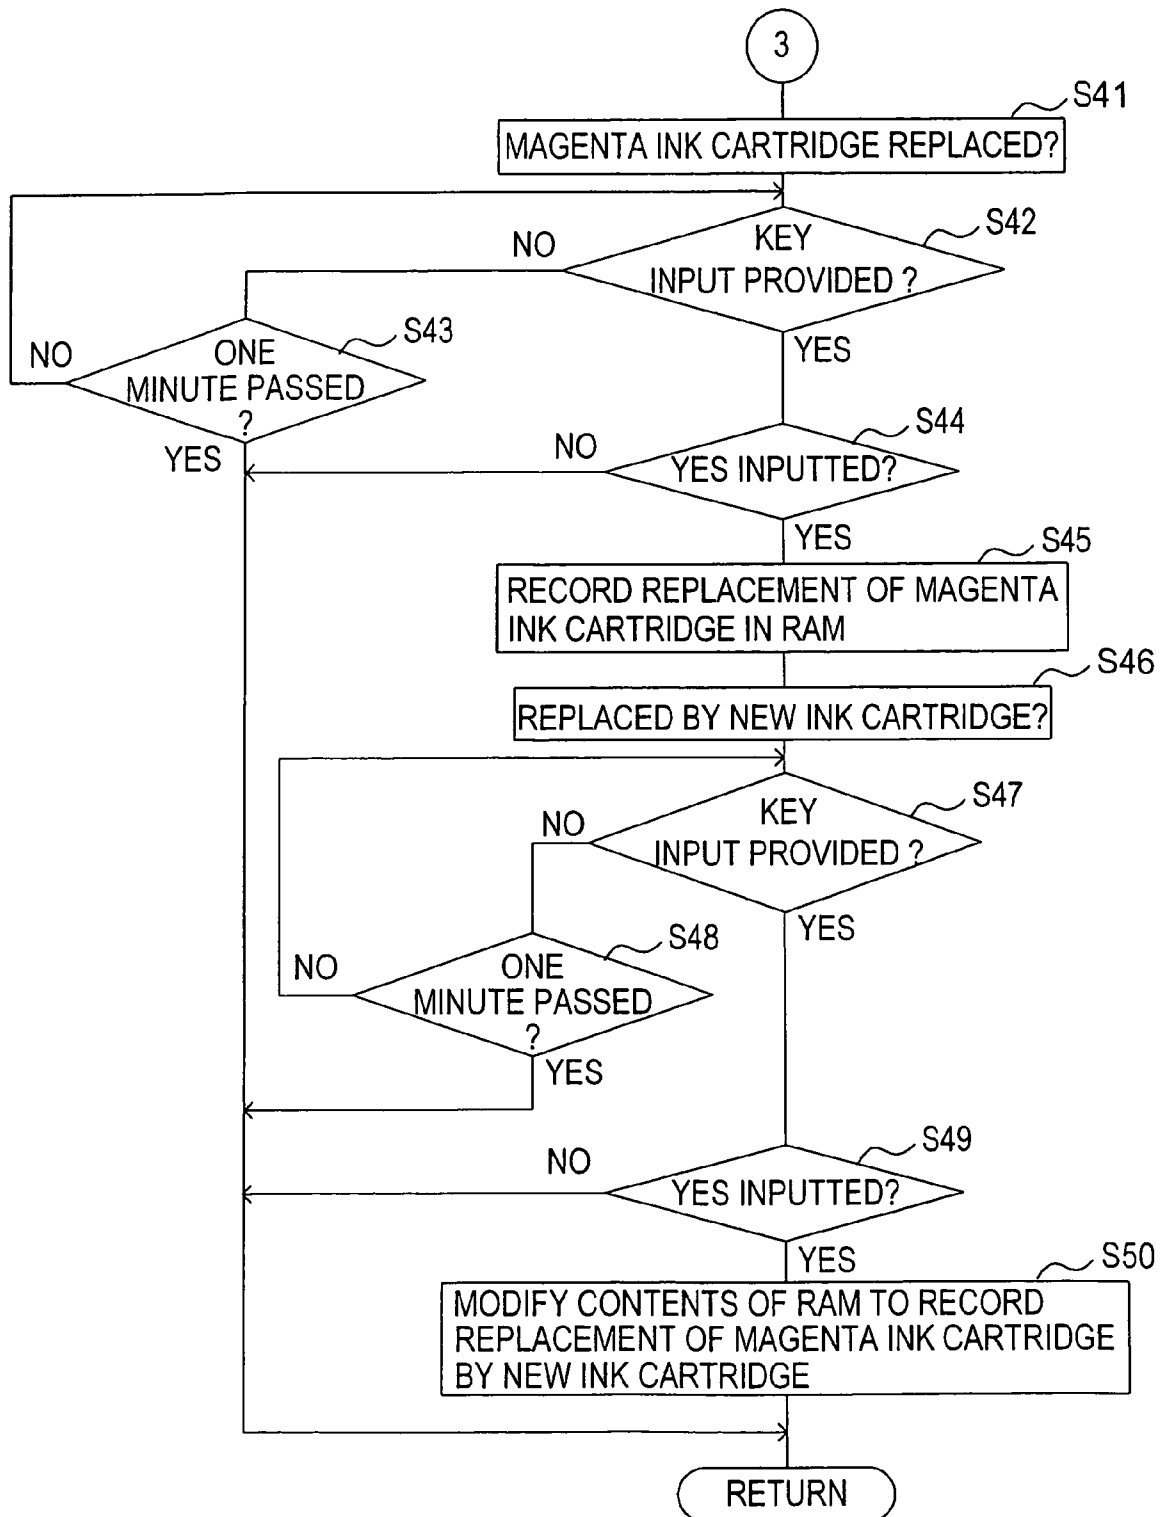 3
S41
MAGENTA INK CARTRIDGE REPLACED?
S42
NO
KEY
INPUT PROVIDED ?
S43
NO
ONE
MINUTE PASSED
?
YES
YES
S44
NO
YES INPUTTED?
YES
S45
RECORD REPLACEMENT OF MAGENTA
INK CARTRIDGE IN RAM
S46
REPLACED BY NEW INK CARTRIDGE?
S47
NO
KEY
INPUT PROVIDED ?
YES
S48
NO
ONE
MINUTE PASSED
?
YES
S49
NO
YES INPUTTED?
YES
S50
MODIFY CONTENTS OF RAM TO RECORD
REPLACEMENT OF MAGENTA INK CARTRIDGE
BY NEW INK CARTRIDGE
RETURN